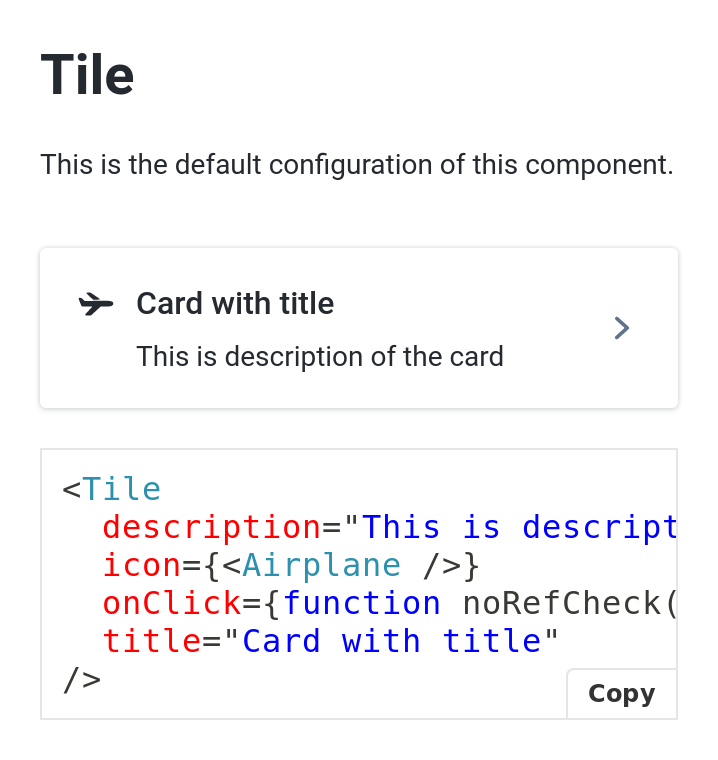 Tile
This is the default configuration of this component.
Card with title
This is description of the card
<Tile
description="This is descript
icon={<Airplane />}
onClick={function noRefCheck(
title="Card with title"
/>
Copy